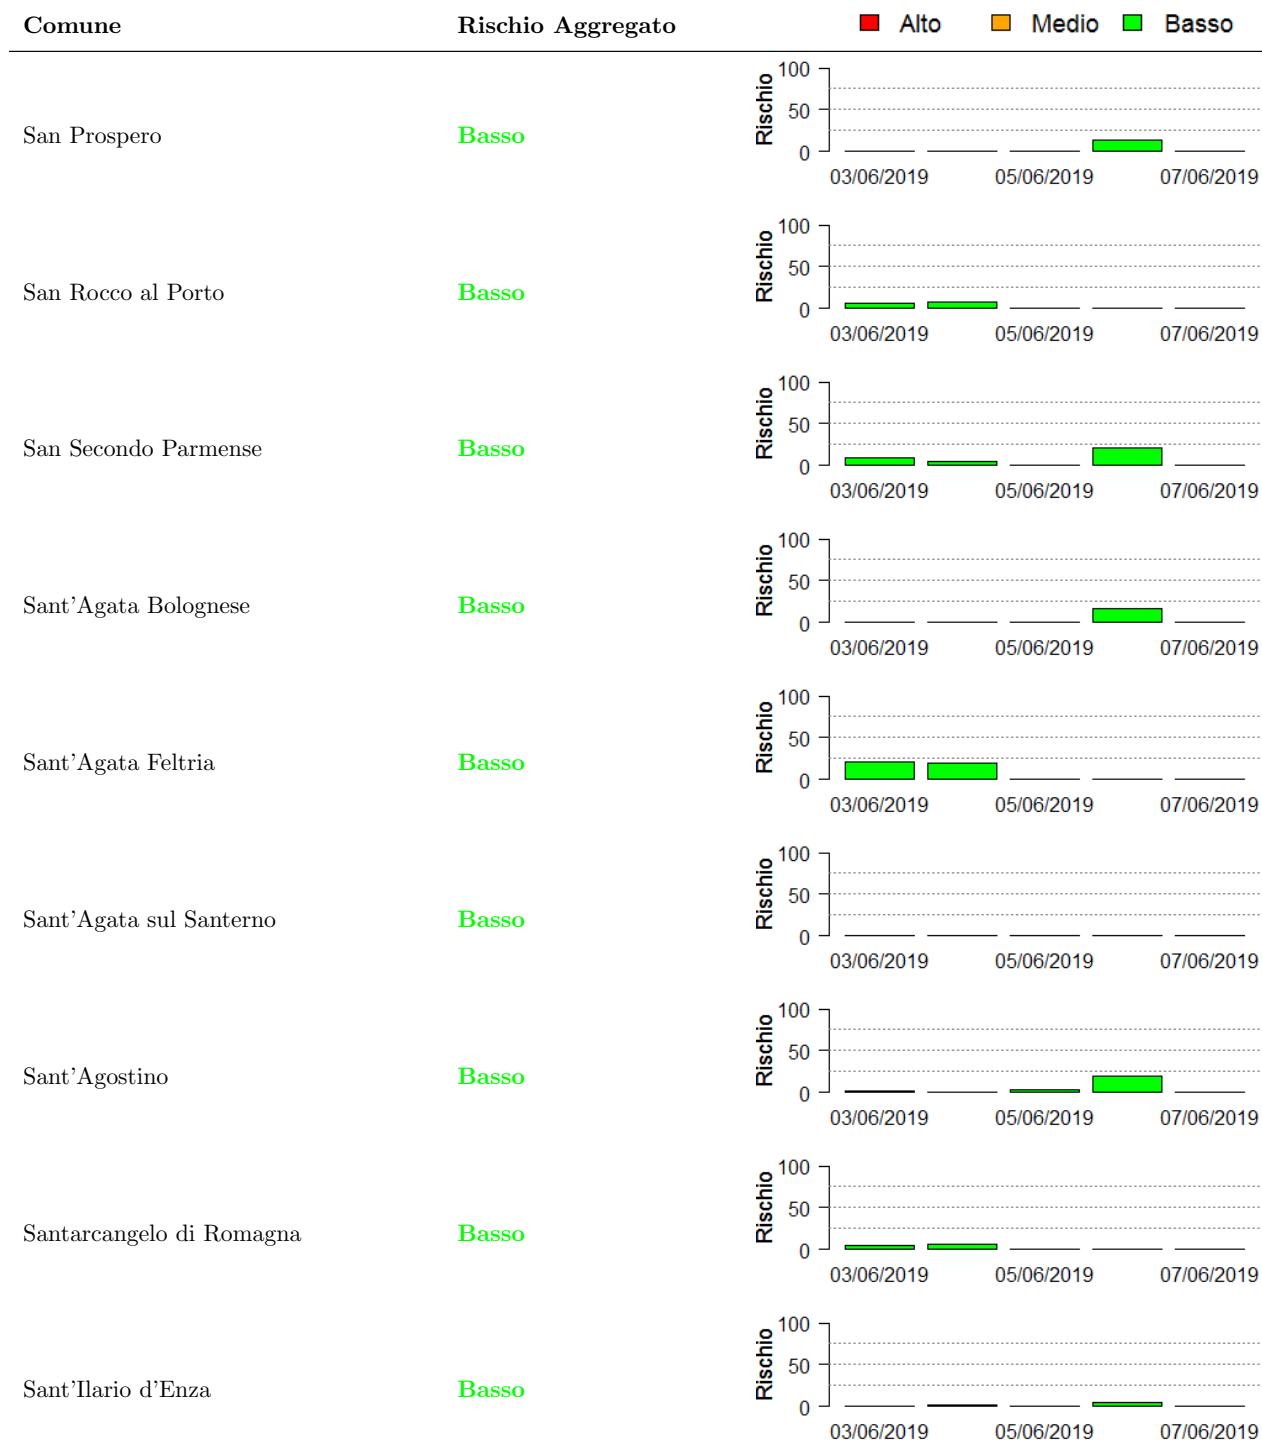 Comune Rischio Aggregato Alto Medio Basso
San Prospero Basso Rischio 100 50 0
03/06/2019 05/06/2019 07/06/2019
San Rocco al Porto Basso Rischio 100 50 0
03/06/2019 05/06/2019 07/06/2019
San Secondo Parmense Basso Rischio 100 50 0
03/06/2019 05/06/2019 07/06/2019
Sant'Agata Bolognese Basso Rischio 100 50 0
03/06/2019 05/06/2019 07/06/2019
Sant'Agata Feltria Basso Rischio 100 50 0
03/06/2019 05/06/2019 07/06/2019
Sant'Agata sul Santerno Basso Rischio 100 50 0
03/06/2019 05/06/2019 07/06/2019
Sant'Agostino Basso Rischio 100 50 0
03/06/2019 05/06/2019 07/06/2019
Santarcangelo di Romagna Basso Rischio 100 50 0
03/06/2019 05/06/2019 07/06/2019
Sant'Ilario d'Enza Basso Rischio 100 50 0
03/06/2019 05/06/2019 07/06/2019